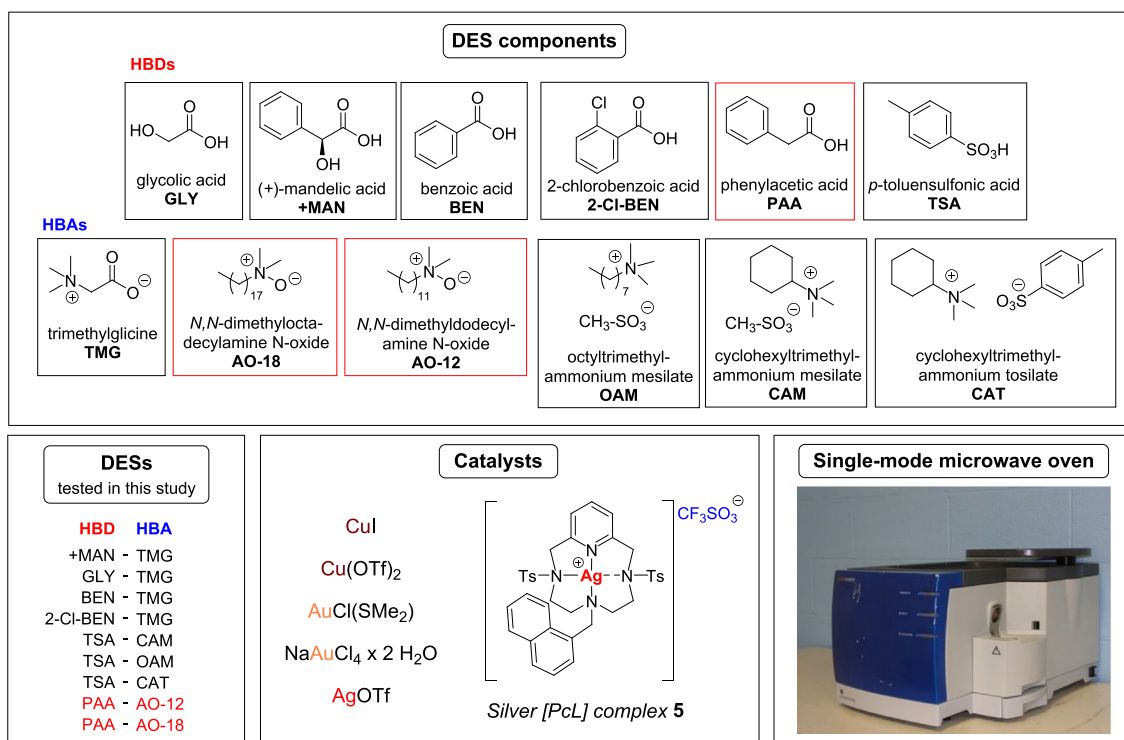 DES components
HBDs
HO O OH
O OH OH
O OH
Cl O OH
O OH
SO₃H
glycolic acid
GLY
(+)-mandelic acid
+MAN
benzoic acid
BEN
2-chlorobenzoic acid
2-Cl-BEN
phenylacetic acid
PAA
p-toluensulfonic acid
TSA
HBAs
N⊕ O O⊖
trimethylglicine
TMG
⊕ N O⊖ 17
N,N-dimethylocta-
decylamine N-oxide
AO-18
⊕ N O⊖ 11
N,N-dimethyldodecyl-
amine N-oxide
AO-12
⊕ N 7
CH₃-SO₃⊖
octyltrimethyl-
ammonium mesilate
OAM
⊕ N
CH₃-SO₃⊖
cyclohexyltrimethyl-
ammonium mesilate
CAM
⊕ N ⊖ O₃S
cyclohexyltrimethyl-
ammonium tosilate
CAT
DESs
tested in this study
HBD HBA
+MAN - TMG
GLY - TMG
BEN - TMG
2-Cl-BEN - TMG
TSA - CAM
TSA - OAM
TSA - CAT
PAA - AO-12
PAA - AO-18
Catalysts
CuI
Cu(OTf)₂
AuCl(SMe₂)
NaAuCl₄ x 2 H₂O
AgOTf
CF₃SO₃⊖
N
⊕
Ts N Ag N Ts
N
Silver [PcL] complex 5
Single-mode microwave oven